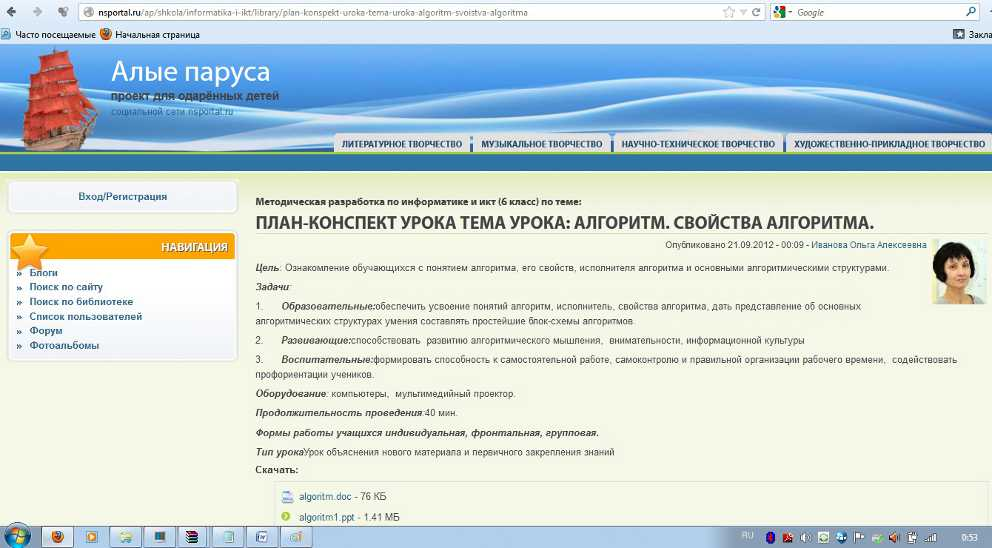 nsportal.ru/ap/shkola/informatika-i-ikt/library/plan-konspekt-uroka-tema-uroka-algoritm-svoistva-algoritma
Google
Часто посещаемые Начальная страница
Закла
Алые паруса
проект для одарённых детей
социальной сети nsportal.ru
ЛИТЕРАТУРНОЕ ТВОРЧЕСТВО МУЗЫКАЛЬНОЕ ТВОРЧЕСТВО НАУЧНО-ТЕХНИЧЕСКОЕ ТВОРЧЕСТВО ХУДОЖЕСТВЕННО-ПРИКЛАДНОЕ ТВОРЧЕСТВО
Вход/Регистрация
НАВИГАЦИЯ
» Блоги
» Поиск по сайту
» Поиск по библиотеке
» Список пользователей
» Форум
» Фотоальбомы
Методическая разработка по информатике и икт (6 класс) по теме:
ПЛАН-КОНСПЕКТ УРОКА ТЕМА УРОКА: АЛГОРИТМ. СВОЙСТВА АЛГОРИТМА.
Опубликовано 21.09.2012 - 00:09 - Иванова Ольга Алексеевна
Цель: Ознакомление обучающихся с понятием алгоритма, его свойств, исполнителя алгоритма и основными алгоритмическими структурами.
Задачи:
1. Образовательные:обеспечить усвоение понятий алгоритм, исполнитель, свойства алгоритма, дать представление об основных
алгоритмических структурах умения составлять простейшие блок-схемы алгоритмов.
2. Развивающие:способствовать развитию алгоритмического мышления, внимательности, информационной культуры
3. Воспитательные:формировать способность к самостоятельной работе, самоконтролю и правильной организации рабочего времени, содействовать
профориентации учеников.
Оборудование: компьютеры, мультимедийный проектор.
Продолжительность проведения:40 мин.
Формы работы учащихся индивидуальная, фронтальная, групповая.
Тип урокаУрок объяснения нового материала и первичного закрепления знаний
Скачать:
algoritm.doc - 76 КБ
algoritm1.ppt - 1.41 МБ
RU
0:53